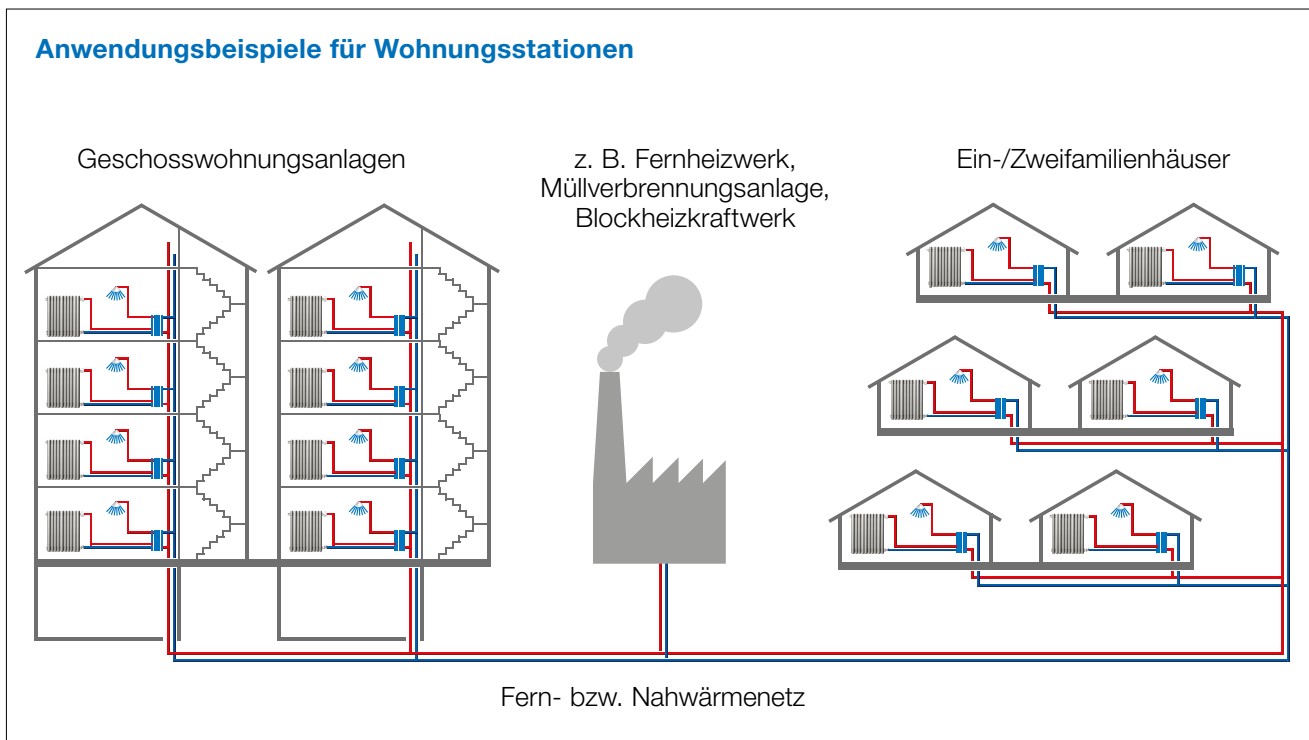 Anwendungsbeispiele für Wohnungsstationen
Geschosswohnungsanlagen
z. B. Fernheizwerk,
Müllverbrennungsanlage,
Blockheizkraftwerk
Ein-/Zweifamilienhäuser
Fern- bzw. Nahwärmenetz